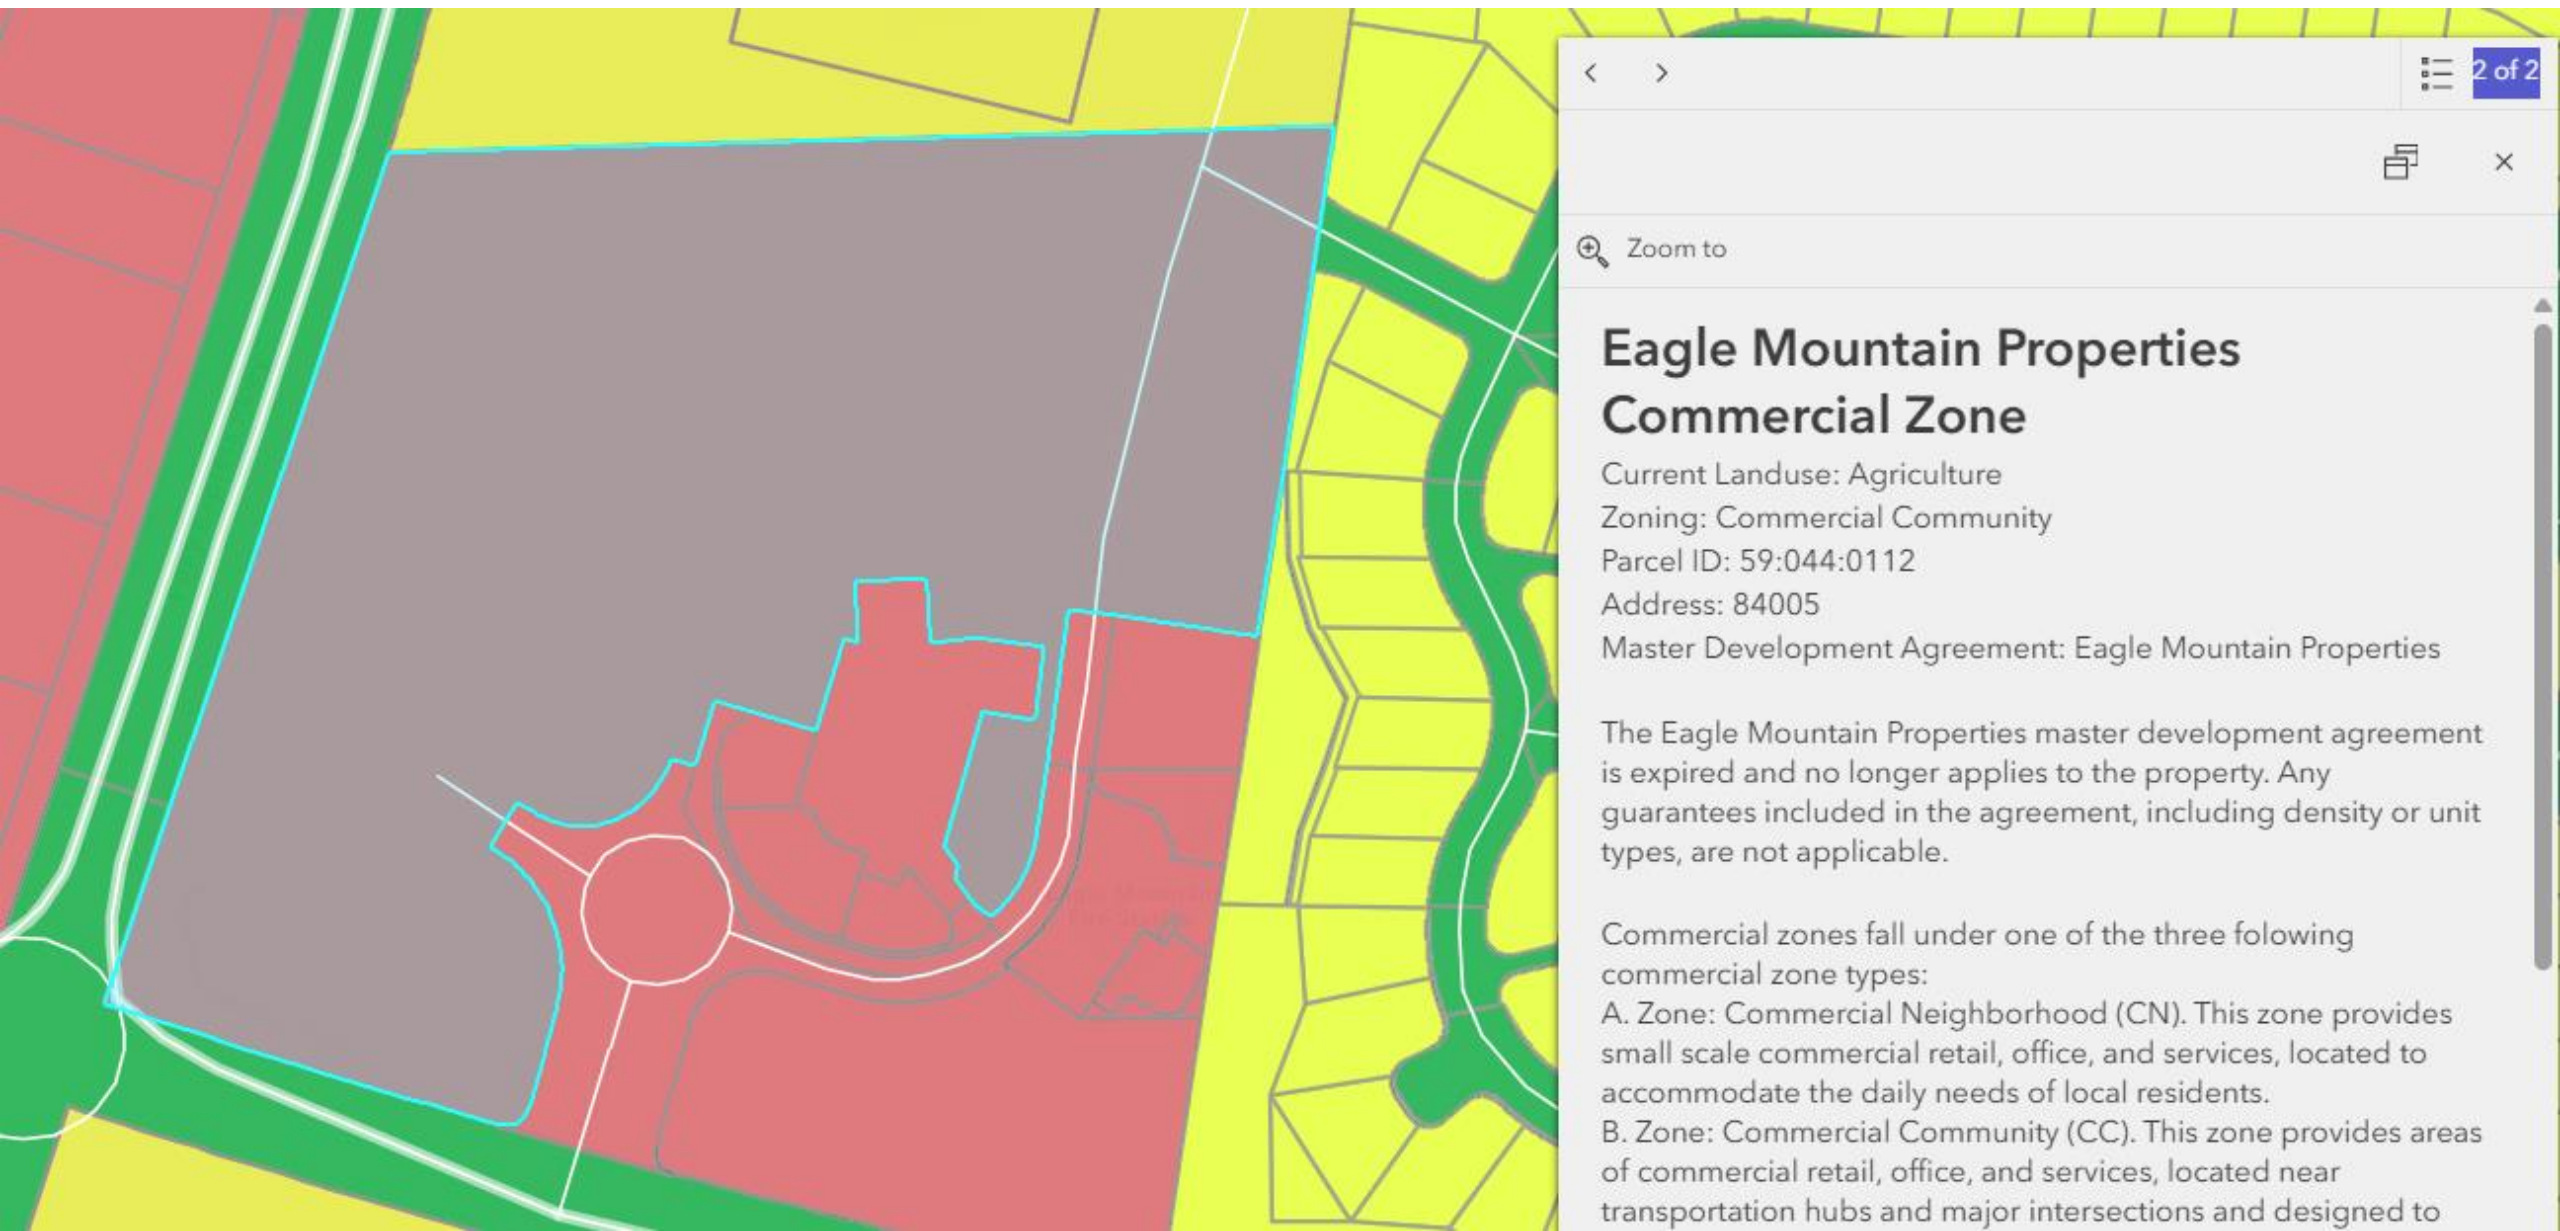 2 of 2
Zoom to
Eagle Mountain Properties
Commercial Zone
Current Landuse: Agriculture
Zoning: Commercial Community
Parcel ID: 59:044:0112
Address: 84005
Master Development Agreement: Eagle Mountain Properties
The Eagle Mountain Properties master development agreement
is expired and no longer applies to the property. Any
guarantees included in the agreement, including density or unit
types, are not applicable.
Commercial zones fall under one of the three folowing
commercial zone types:
A. Zone: Commercial Neighborhood (CN). This zone provides
small scale commercial retail, office, and services, located to
accommodate the daily needs of local residents.
B. Zone: Commercial Community (CC). This zone provides areas
of commercial retail, office, and services, located near
transportation hubs and major intersections and designed to